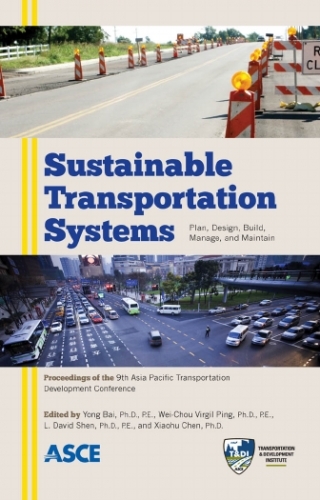 R
CL
Sustainable
Transportation
Systems
Plan, Design, Build,
Manage, and Maintain
Proceedings of the 9th Asia Pacific Transportation
Development Conference
Edited by Yong Bai, Ph.D., P.E., Wei-Chou Virgil Ping, Ph.D., P.E.,
L. David Shen, Ph.D., P.E., and Xiaohu Chen, Ph.D.
ASCE
T&DI
TRANSPORTATION
& DEVELOPMENT
INSTITUTE